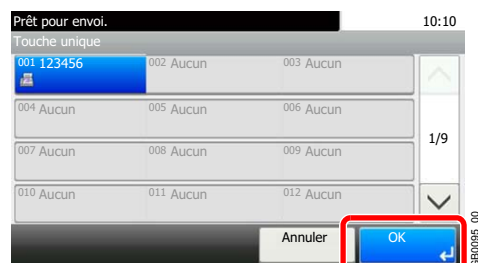 Prêt pour envoi. 10:10
Touche unique
001 123456 002 Aucun 003 Aucun
004 Aucun 005 Aucun 006 Aucun
1/9
007 Aucun 008 Aucun 009 Aucun
010 Aucun 011 Aucun 012 Aucun
Annuler OK